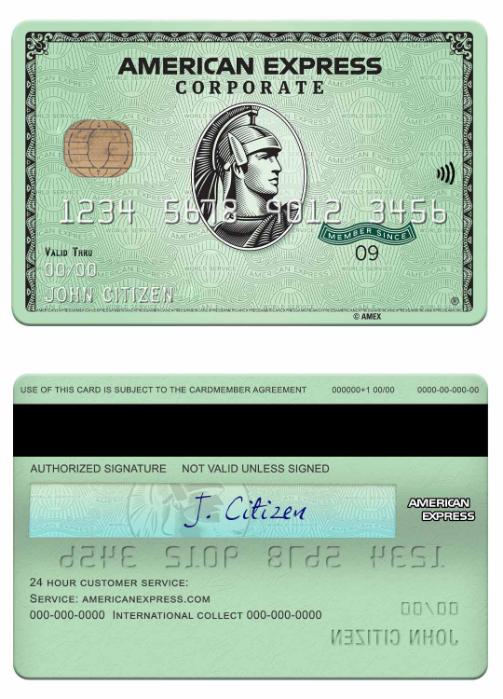 AMERICAN EXPRESS
CORPORATE
1234 5678 9012 3456
MEMBER SINCE
09
VALID THRU
00/00
JOHN CITIZEN
®
© AMEX
USE OF THIS CARD IS SUBJECT TO THE CARDMEMBER AGREEMENT 000000+1 00/00 0000-00-000-00
AUTHORIZED SIGNATURE NOT VALID UNLESS SIGNED
J. Citizen
AMERICAN
EXPRESS
1234 5678 9012 3456
24 HOUR CUSTOMER SERVICE:
SERVICE: AMERICANEXPRESS.COM
000-000-0000 INTERNATIONAL COLLECT 000-000-0000
00/00
JOHN CITIZEN